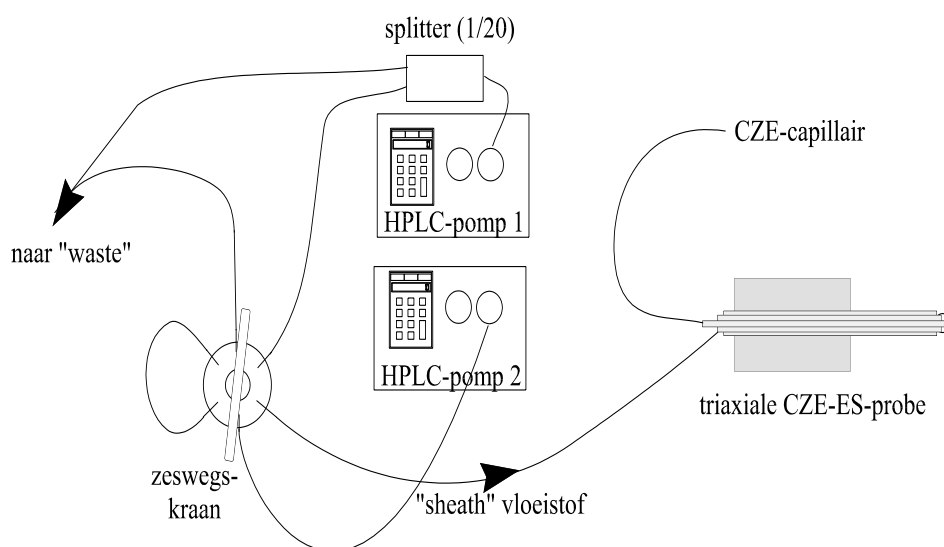 splitter (1/20)
CZE-capillair
HPLC-pomp 1
naar "waste"
HPLC-pomp 2
triaxiale CZE-ES-probe
zeswegs-
kraan
"sheath" vloeistof